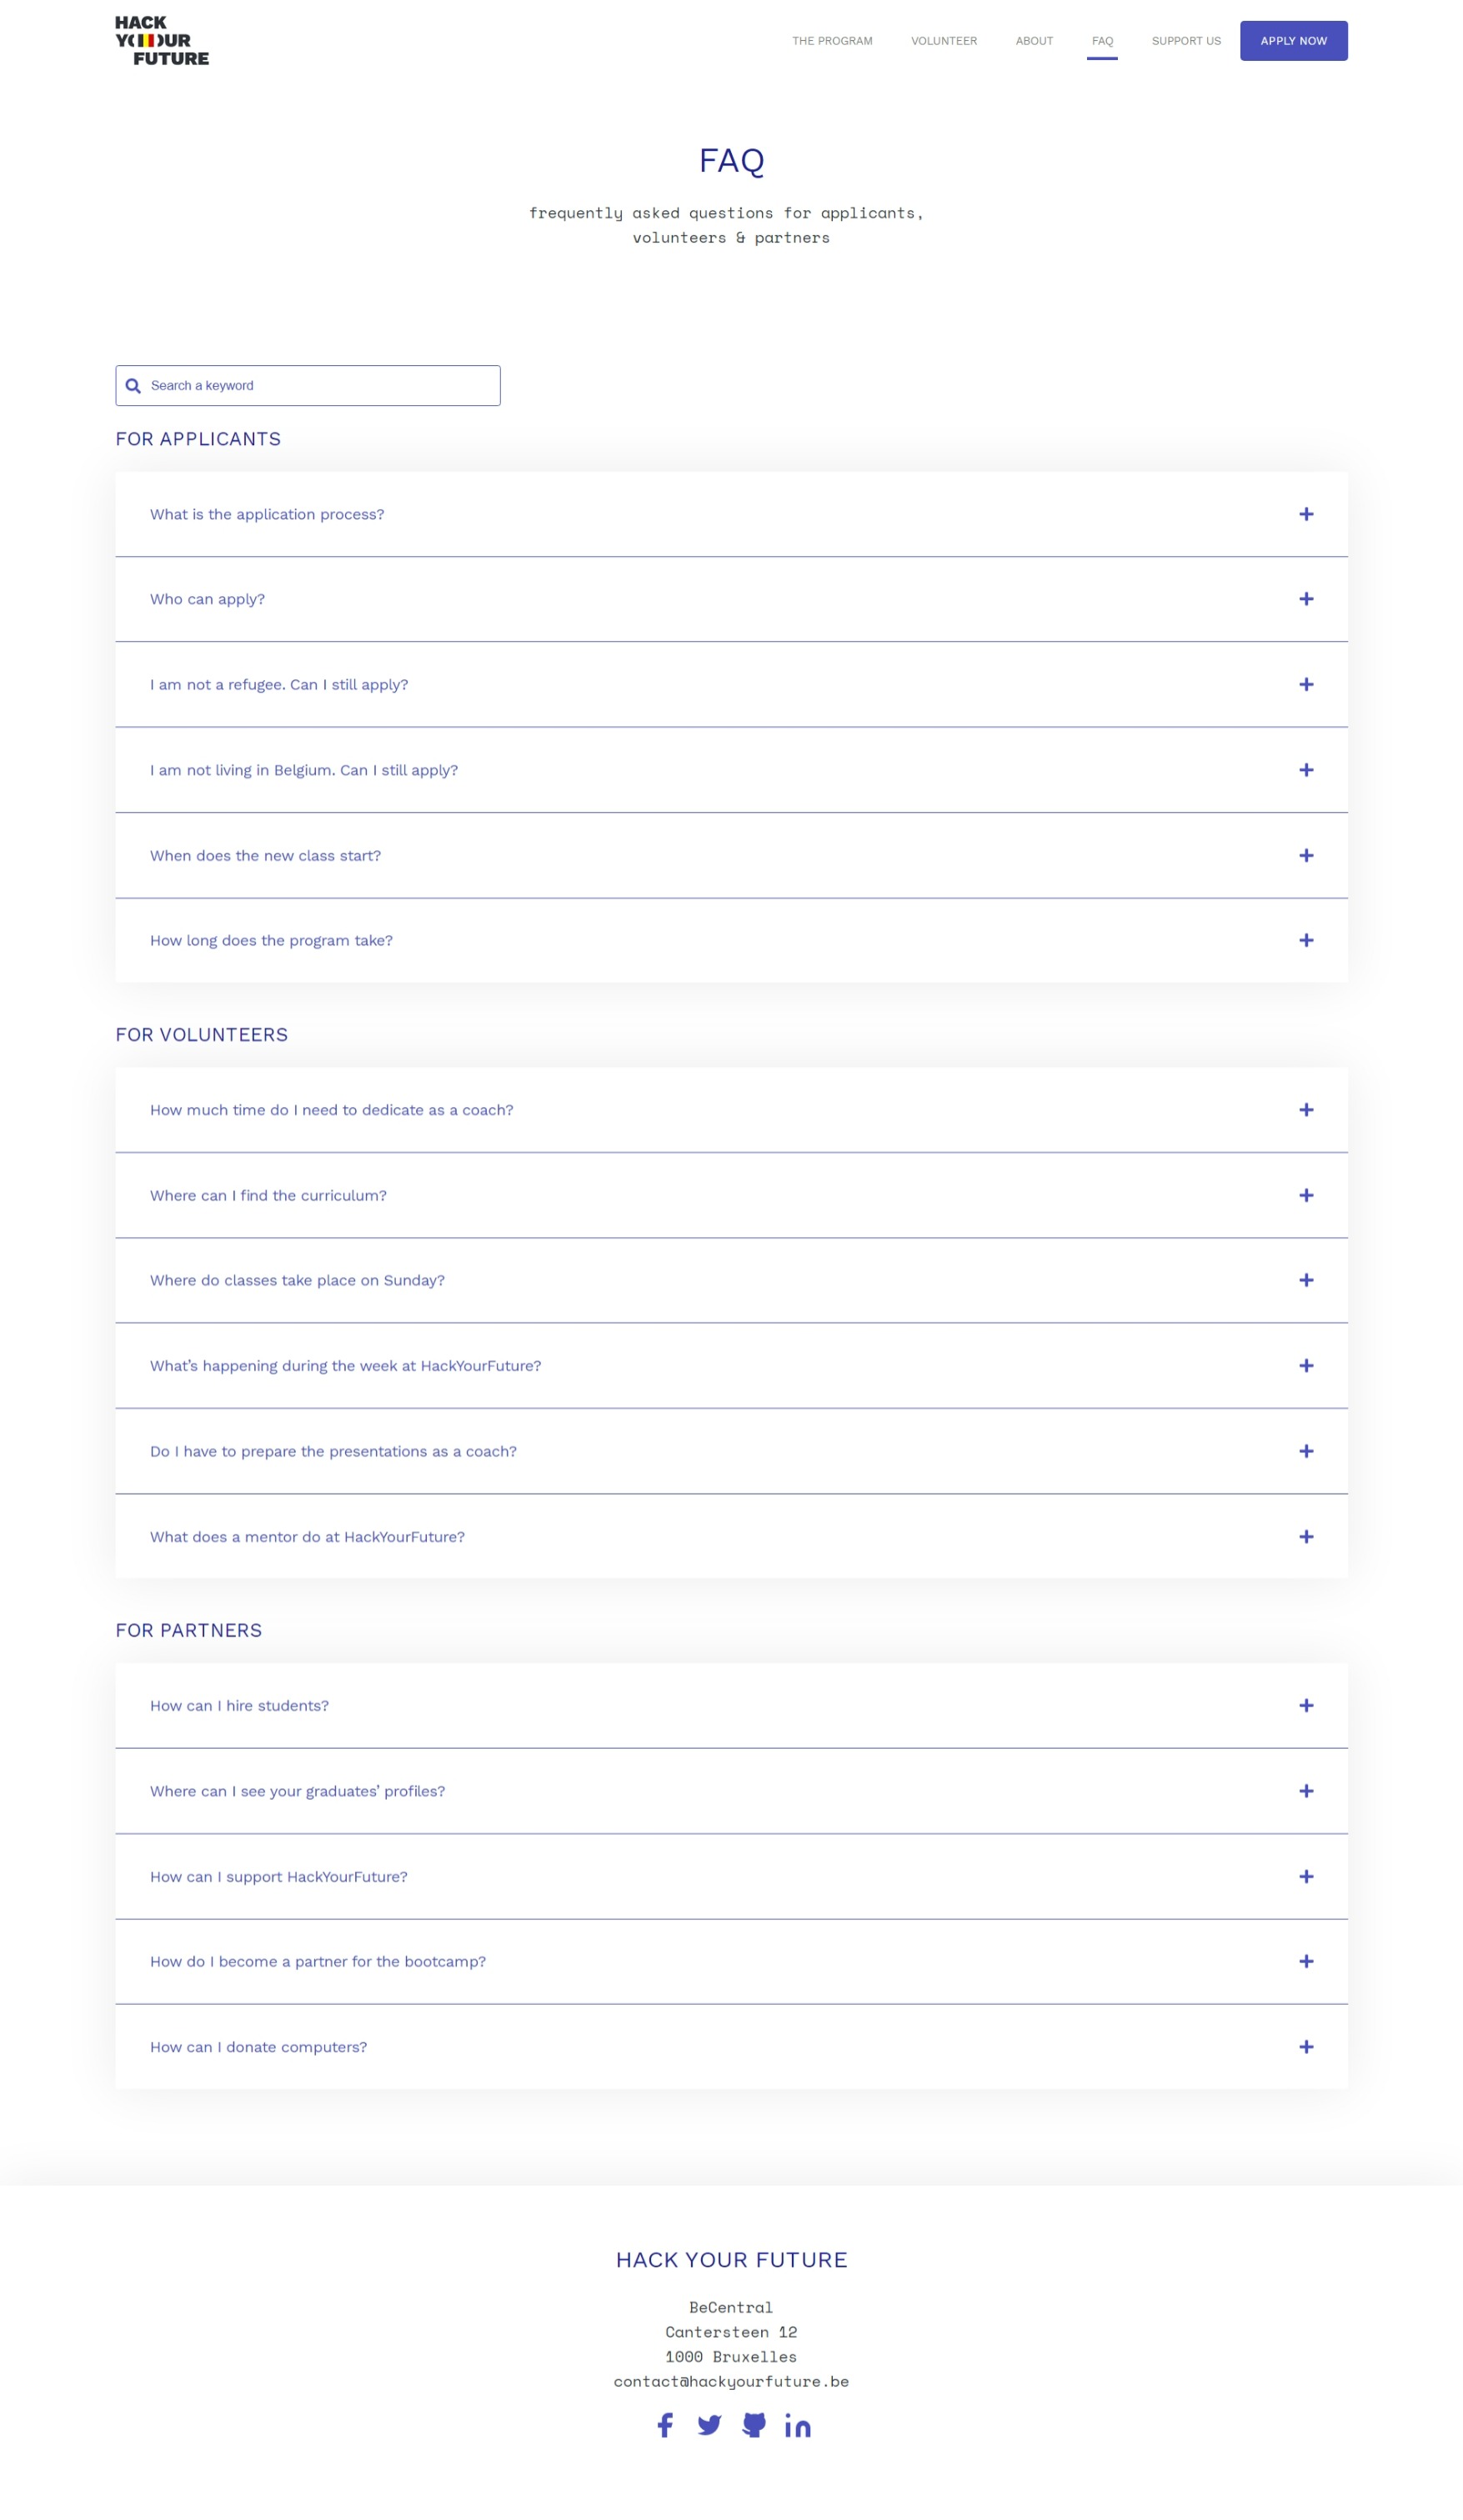 HACK
YOUR
FUTURE
THE PROGRAM
VOLUNTEER
ABOUT
FAQ
SUPPORT US
APPLY NOW
FAQ
frequently asked questions for applicants,
volunteers & partners
Search a keyword
FOR APPLICANTS
What is the application process?
Who can apply?
I am not a refugee. Can I still apply?
I am not living in Belgium. Can I still apply?
When does the new class start?
How long does the program take?
FOR VOLUNTEERS
How much time do I need to dedicate as a coach?
Where can I find the curriculum?
Where do classes take place on Sunday?
What’s happening during the week at HackYourFuture?
Do I have to prepare the presentations as a coach?
What does a mentor do at HackYourFuture?
FOR PARTNERS
How can I hire students?
Where can I see your graduates’ profiles?
How can I support HackYourFuture?
How do I become a partner for the bootcamp?
How can I donate computers?
HACK YOUR FUTURE
BeCentral
Cantersteen 12
1000 Bruxelles
contact@hackyourfuture.be